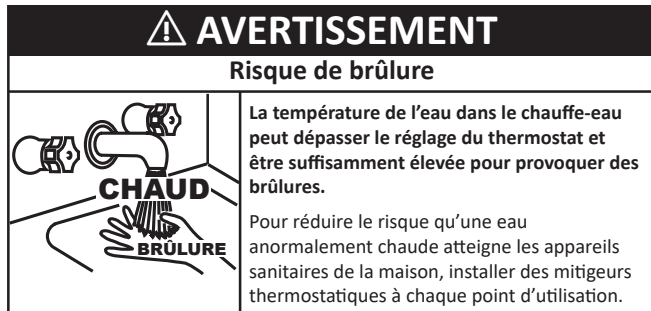 ⚠ AVERTISSEMENT
Risque de brûlure
CHAUD
BRÛLURE
La température de l'eau dans le chauffe-eau
peut dépasser le réglage du thermostat et
être suffisamment élevée pour provoquer des
brûlures.
Pour réduire le risque qu'une eau
anormalement chaude atteigne les appareils
sanitaires de la maison, installer des mitigeurs
thermostatiques à chaque point d'utilisation.